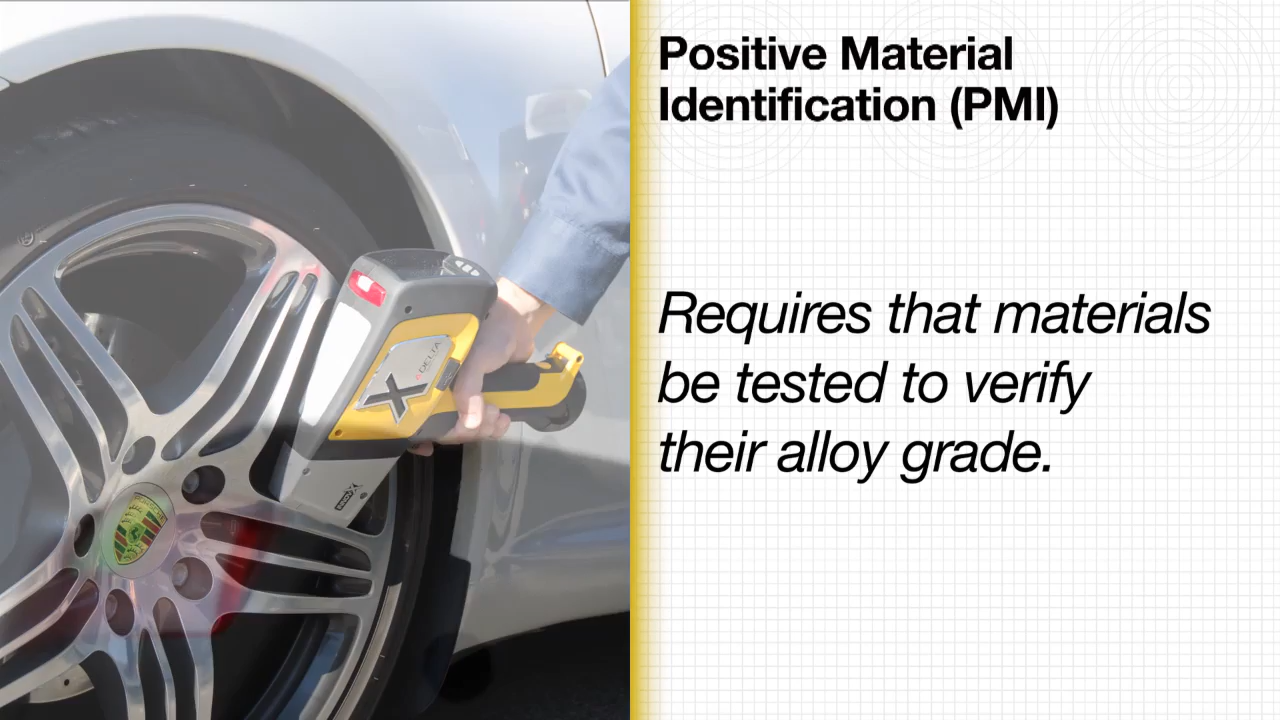 Positive Material
Identification (PMI)
Requires that materials
be tested to verify
their alloy grade.
DELTA
X